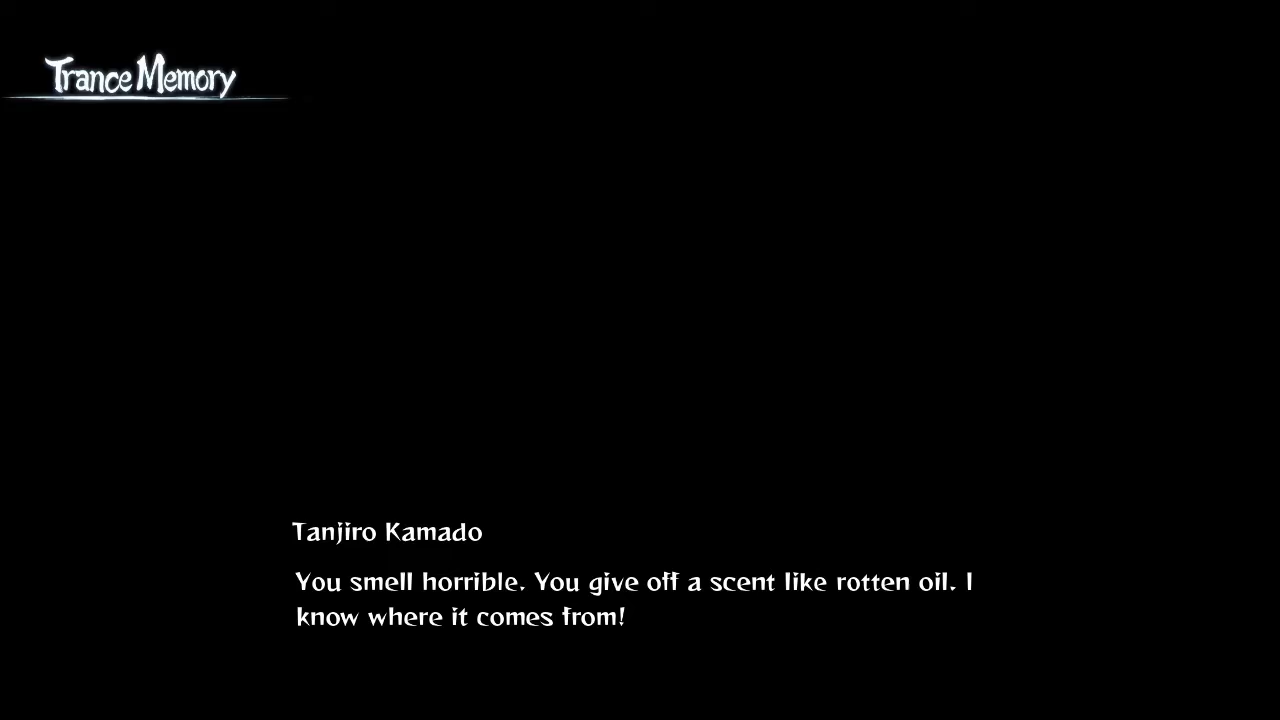 Trance Memory
Tanjiro Kamado
You smell horrible. You give off a scent like rotten oil. I
know where it comes from!